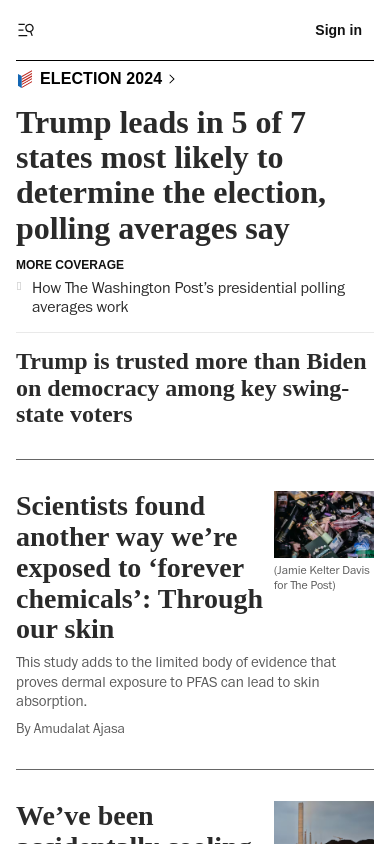 Sign in
ELECTION 2024
Trump leads in 5 of 7
states most likely to
determine the election,
polling averages say
MORE COVERAGE
How The Washington Post’s presidential polling
averages work
Trump is trusted more than Biden
on democracy among key swing-
state voters
Scientists found
another way we’re
exposed to ‘forever
chemicals’: Through
our skin
(Jamie Kelter Davis
for The Post)
This study adds to the limited body of evidence that
proves dermal exposure to PFAS can lead to skin
absorption.
By Amudalat Ajasa
We’ve been
accidentally cooling